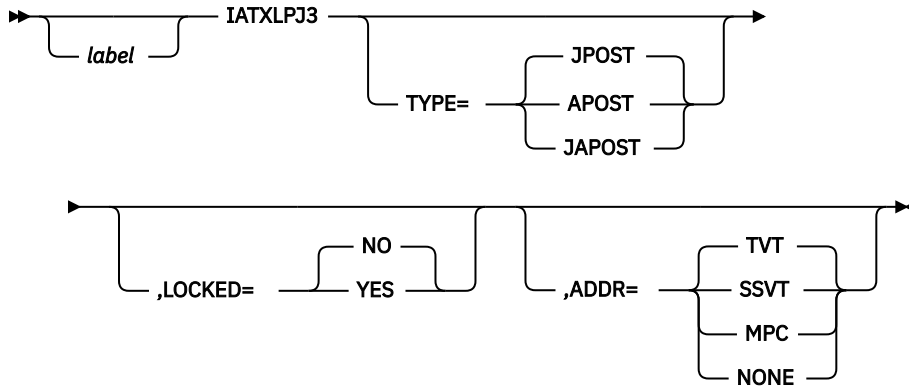 IATXLPJ3
label
JPOST
TYPE= APOST
JAPOST
NO
,LOCKED= YES
TVT
,ADDR= SSVT
MPC
NONE